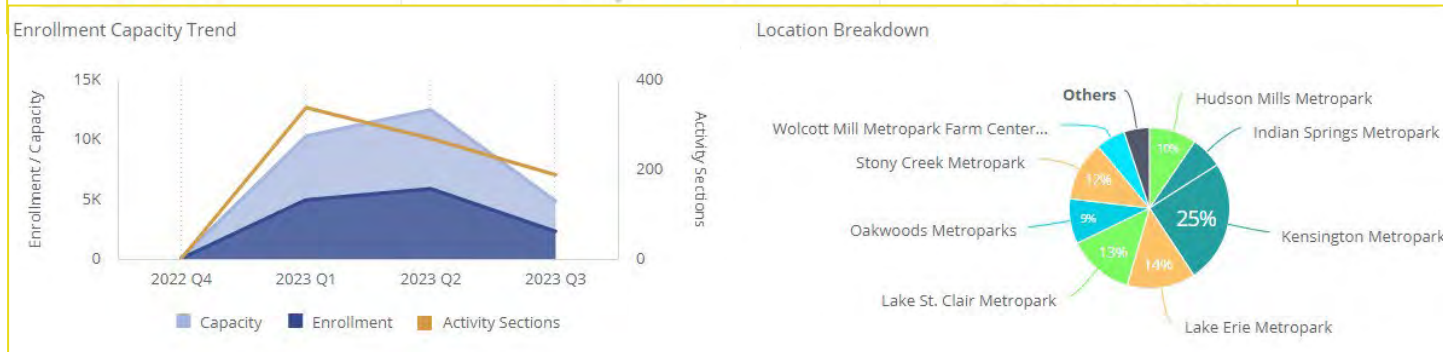 Enrollment Capacity Trend
15K
10K
5K
0
Enrollment / Capacity
400
200
0
Activity Sections
2022 Q4
2023 Q1
2023 Q2
2023 Q3
Capacity
Enrollment
Activity Sections
Location Breakdown
Others
Hudson Mills Metropark
Wolcott Mill Metropark Farm Center...
Indian Springs Metropark
Stony Creek Metropark
10%
12%
25%
9%
Oakwoods Metroparks
Kensington Metropark
13%
14%
Lake St. Clair Metropark
Lake Erie Metropark